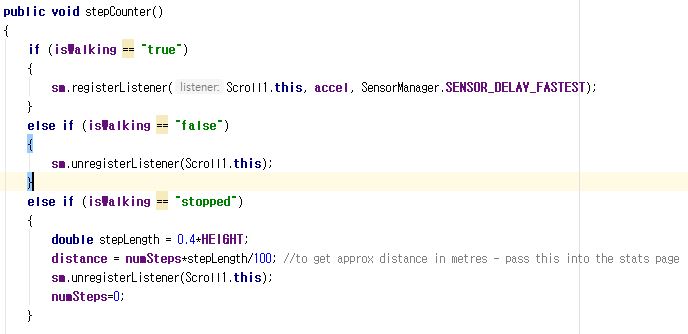 public void stepCounter()
{
if (isWalking == "true")
{
sm.registerListener( listener: Scroll1.this, accel, SensorManager.SENSOR_DELAY_FASTEST);
}
else if (isWalking == "false")
{
sm.unregisterListener(Scroll1.this);
}
else if (isWalking == "stopped")
{
double stepLength = 0.4*HEIGHT;
distance = numSteps*stepLength/100; //to get approx distance in metres - pass this into the stats page
sm.unregisterListener(Scroll1.this);
numSteps=0;
}